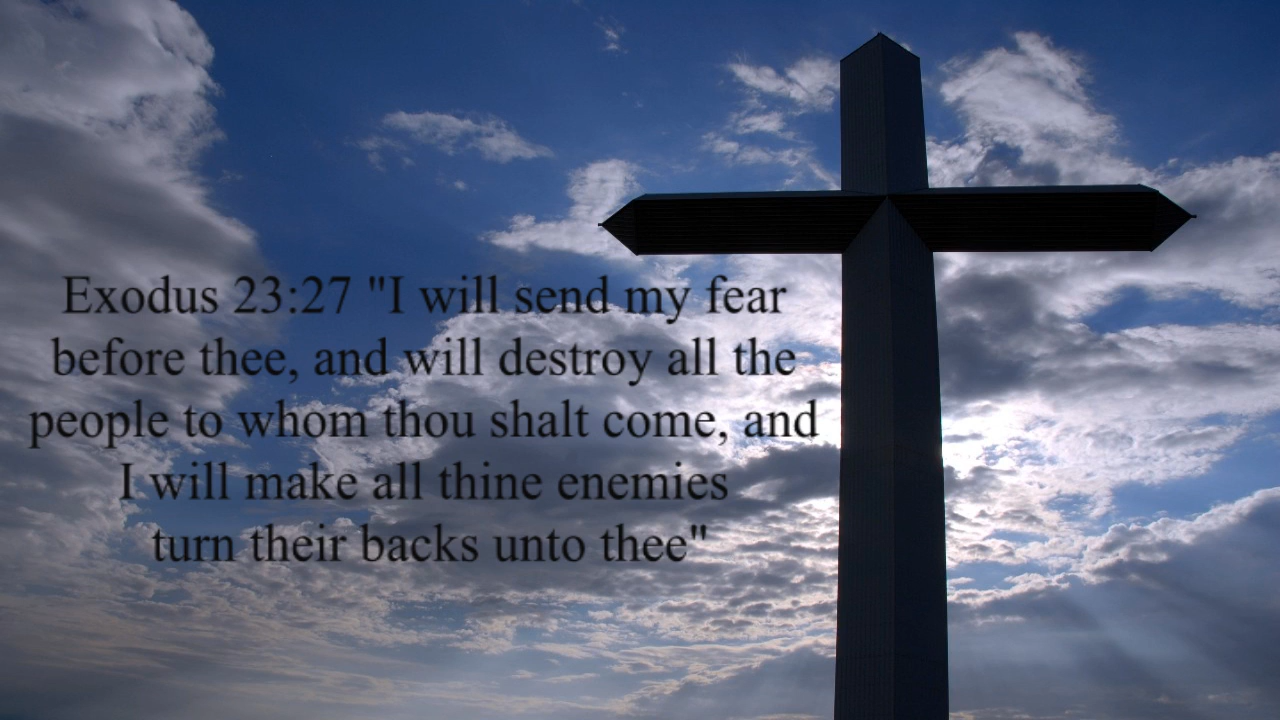 Exodus 23:27 "I will send my fear
before thee, and will destroy all the
people to whom thou shalt come, and
I will make all thine enemies
turn their backs unto thee"